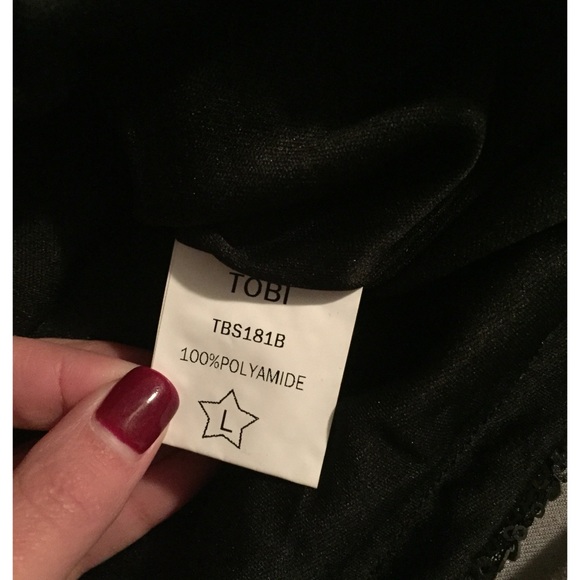 TOBI
TBS181B
100%POLYAMIDE
L